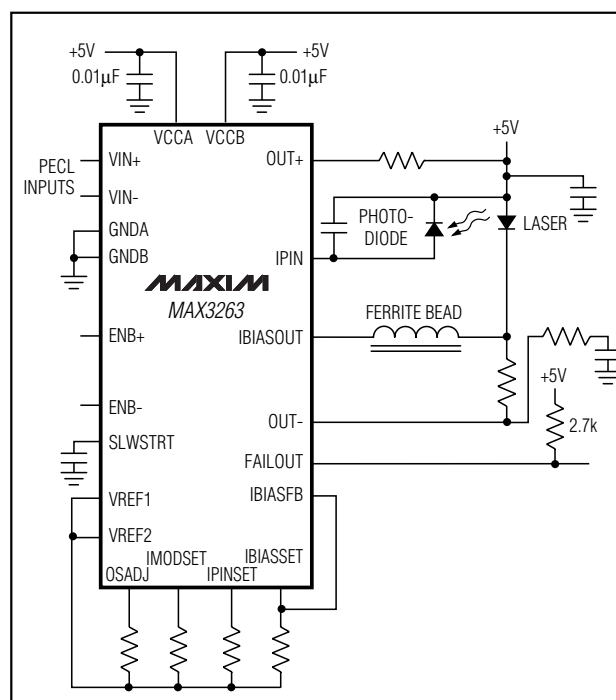 +5V
0.01μF
+5V
0.01μF
VCCA VCCB
+5V
PECL
INPUTS
VIN+
VIN-
GNDA
GNDB
OUT+
PHOTO-
DIODE
LASER
IPIN
MAXIM
MAX3263
ENB+
IBIASOUT
FERRITE BEAD
ENB-
OUT-
+5V
2.7k
SLWSTRT
FAILOUT
VREF1
IBIASFB
VREF2
IMODSET
IBIASSET
OSADJ
IPINSET